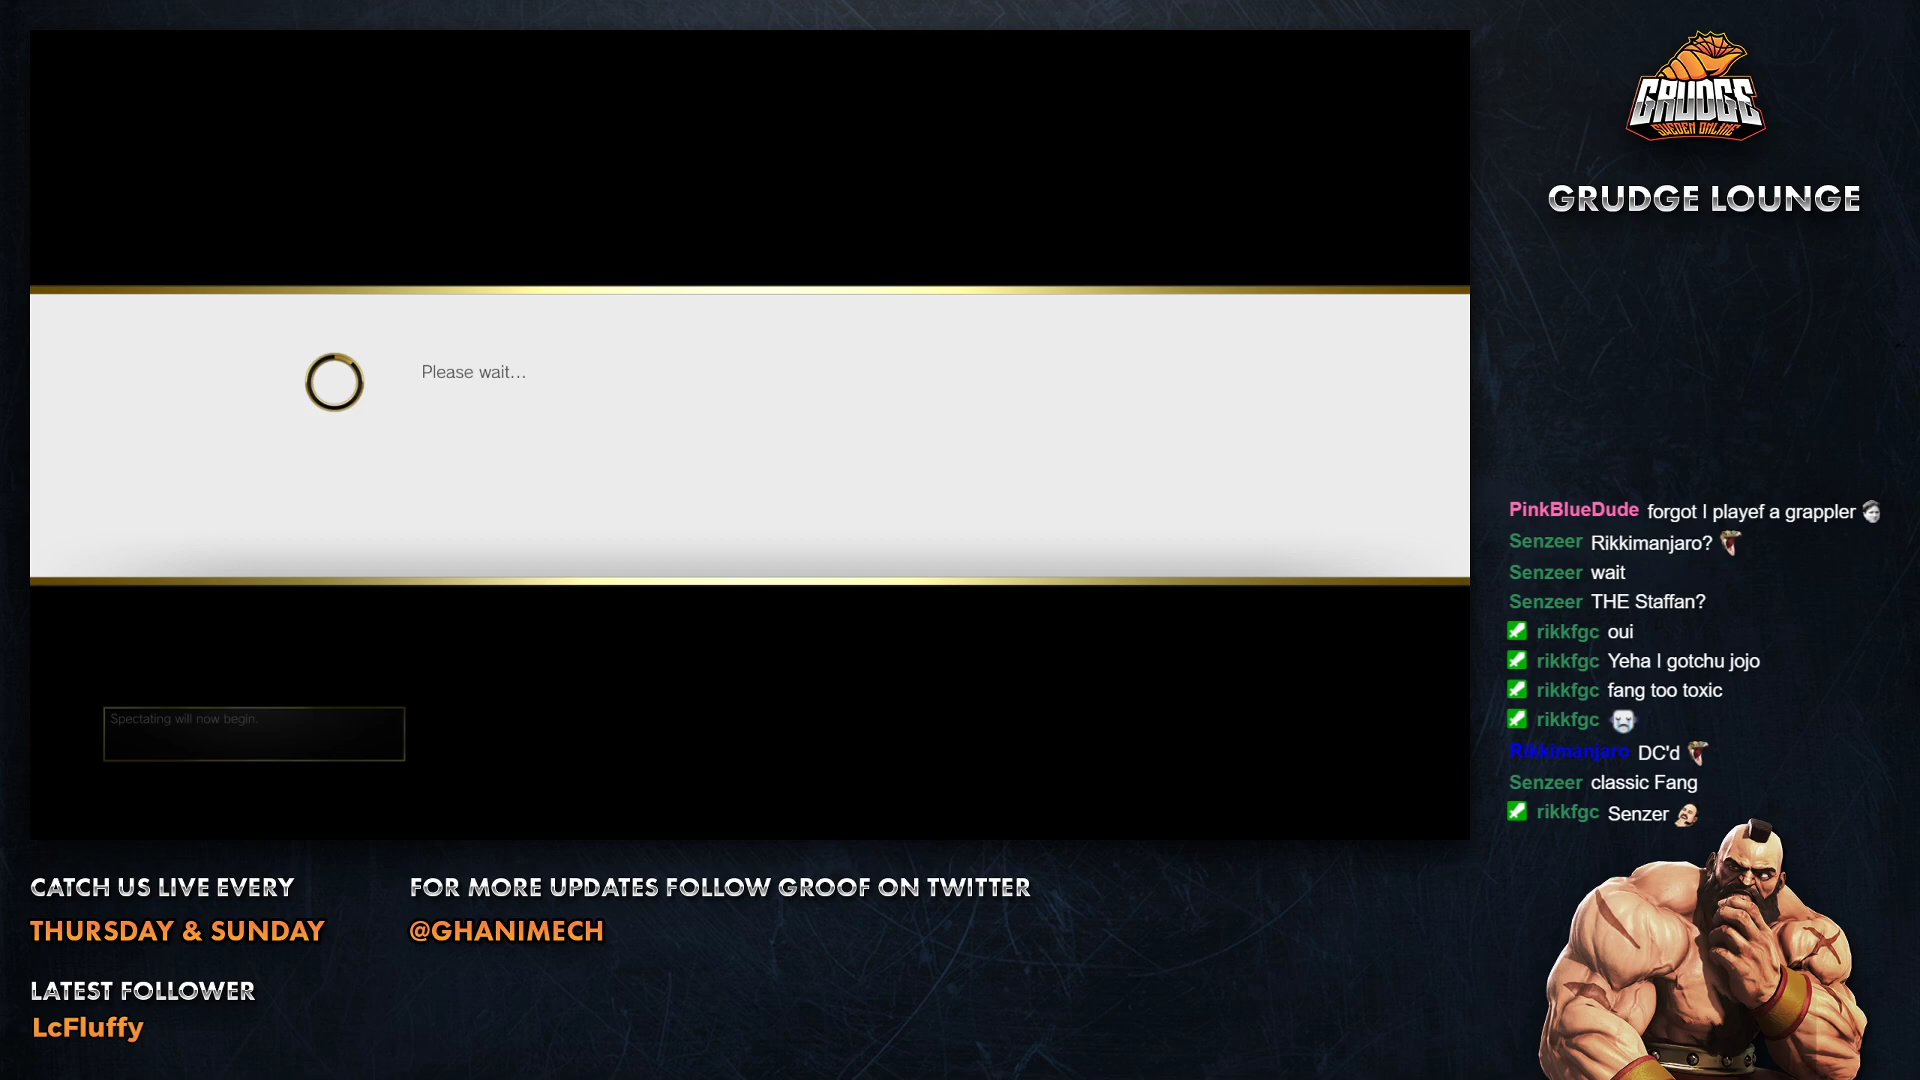 GRUDGE
SWEDEN ONLINE
GRUDGE LOUNGE
Please wait...
Spectating will now begin.
PinkBlueDude forgot I playef a grappler
Senzeer Rikkimanjaro?
Senzeer wait
Senzeer THE Staffan?
rikkfgc oui
rikkfgc Yeha I gotchu jojo
rikkfgc fang too toxic
rikkfgc
Rikkimanjaro DC'd
Senzeer classic Fang
rikkfgc Senzer
CATCH US LIVE EVERY
THURSDAY & SUNDAY
FOR MORE UPDATES FOLLOW GROOF ON TWITTER
@GHANIMECH
LATEST FOLLOWER
LcFluffy